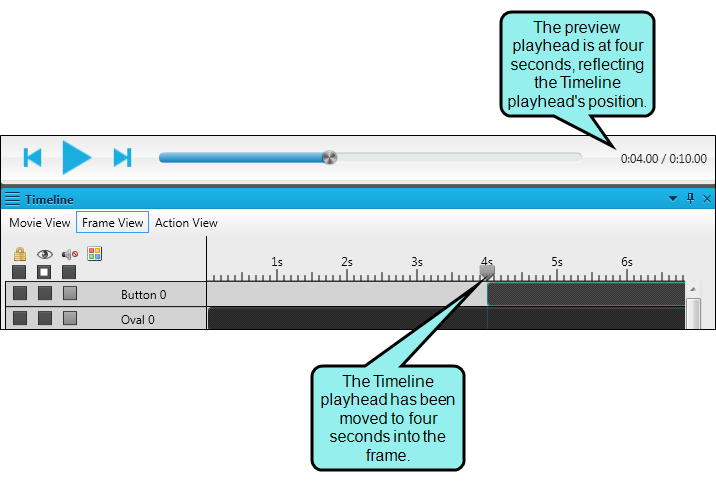 The preview
playhead is at four
seconds, reflecting
the Timeline
playhead's position.
0:04.00 / 0:10.00
Timeline
Movie View Frame View Action View
1s 2s 3s 4s 5s 6s
Button 0
Oval 0
The Timeline
playhead has been
moved to four
seconds into the
frame.